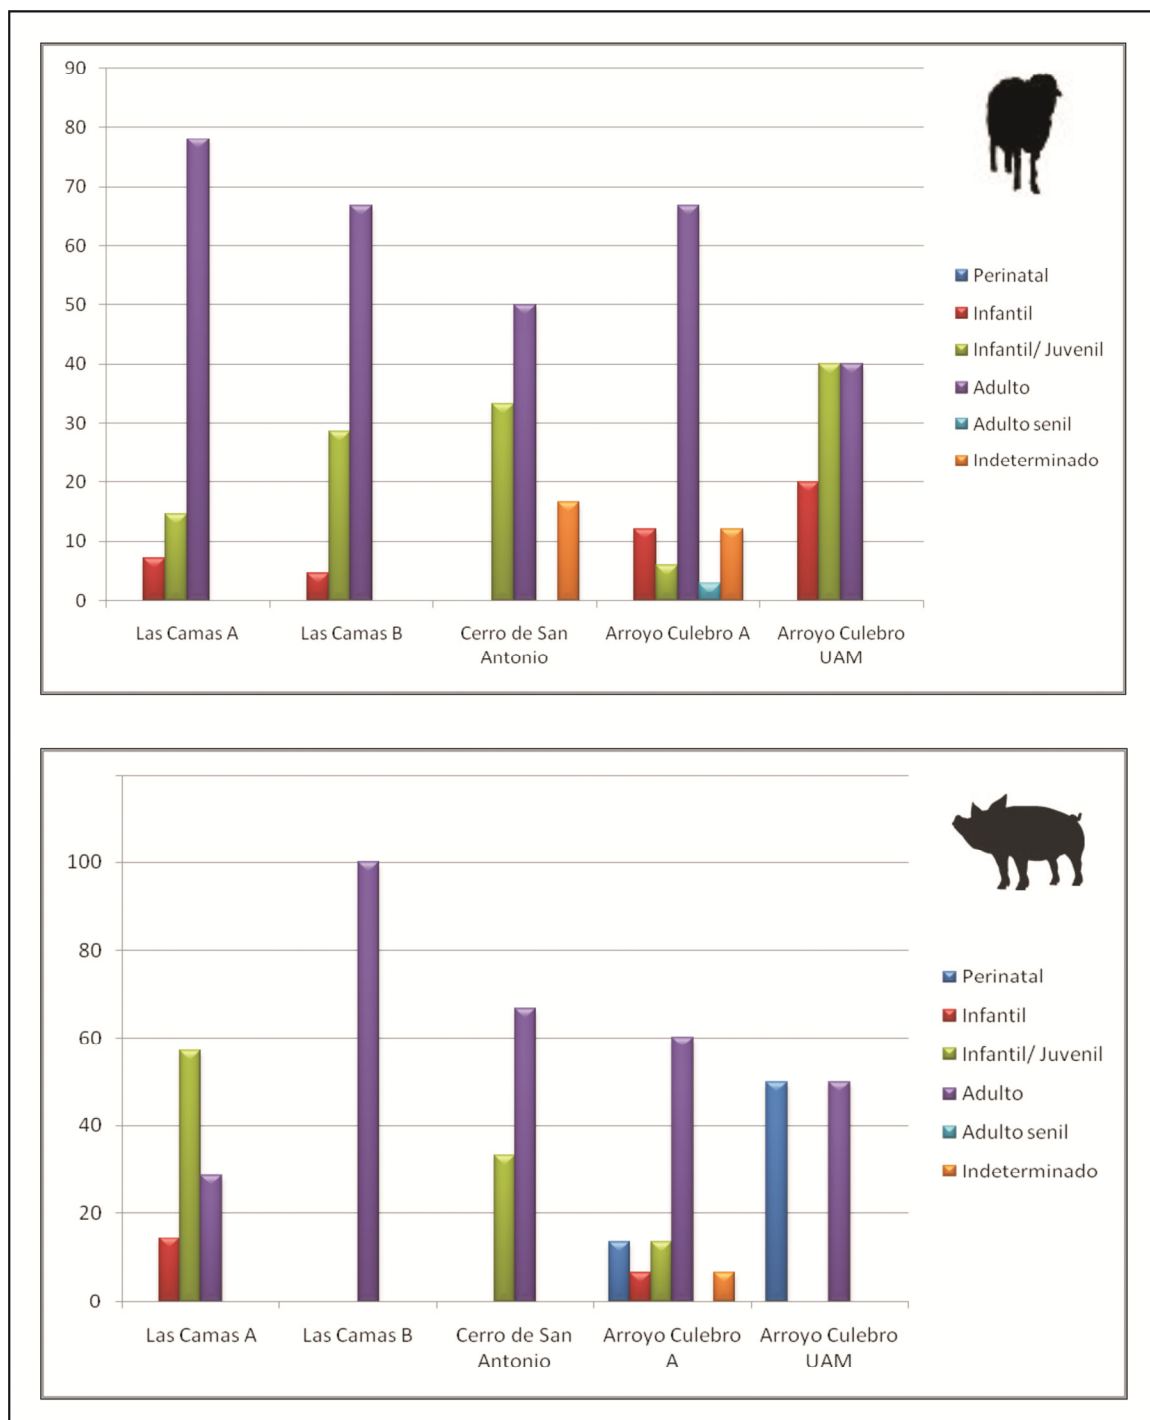 90
80
70
60
50
40
30
20
10
0
Las Camas A
Las Camas B
Cerro de San
Antonio
Arroyo Culebro A
Arroyo Culebro
UAM
Perinatal
Infantil
Infantil/ Juvenil
Adulto
Adulto senil
Indeterminado
100
80
60
40
20
0
Las Camas A
Las Camas B
Cerro de San
Antonio
Arroyo Culebro
A
Arroyo Culebro
UAM
Perinatal
Infantil
Infantil/ Juvenil
Adulto
Adulto senil
Indeterminado